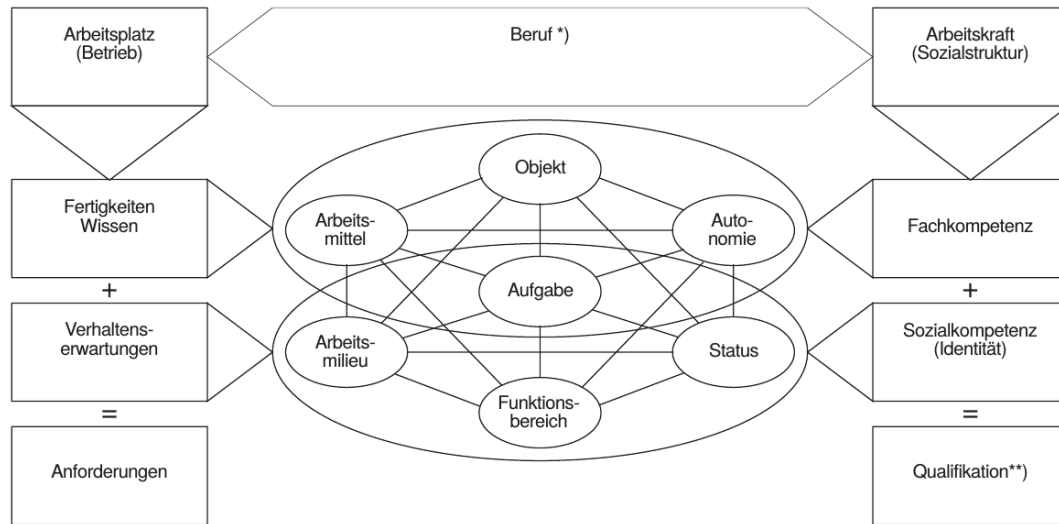 Arbeitsplatz
(Betrieb)
Beruf *)
Arbeitskraft
(Sozialstruktur)
Objekt
Fertigkeiten
Wissen
Arbeits-
mittel
Auto-
nomie
Fachkompetenz
+
Aufgabe
+
Verhaltens-
erwartungen
Arbeits-
milieu
Status
Sozialkompetenz
(Identität)
=
Funktions-
bereich
=
Anforderungen
Qualifikation**)